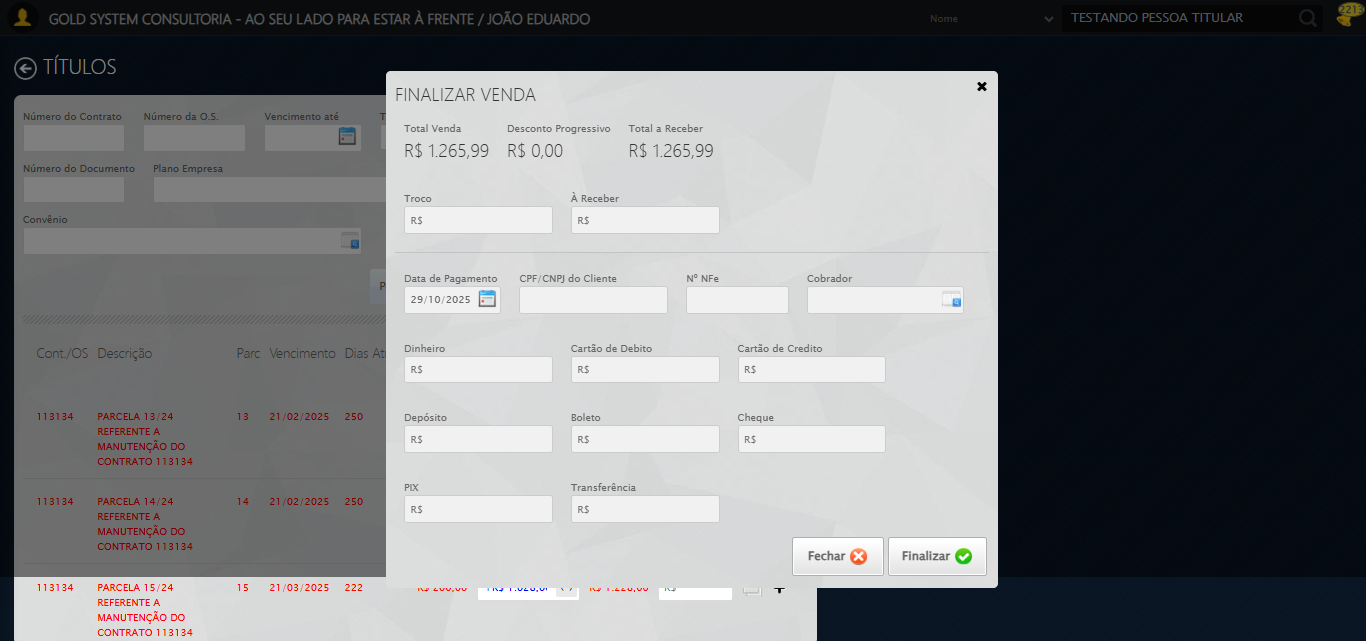 GOLD SYSTEM CONSULTORIA - AO SEU LADO PARA ESTAR À FRENTE / JOÃO EDUARDO
Nome
TESTANDO PESSOA TITULAR
2213
TÍTULOS
Número do Contrato
Número da O.S.
Vencimento até
Número do Documento
Plano Empresa
Convênio
Cont./OS
Descrição
Parc
Vencimento
Dias
113134
PARCELA 13/24
REFERENTE A
MANUTENÇÃO DO
CONTRATO 113134
13
21/02/2025
250
113134
PARCELA 14/24
REFERENTE A
MANUTENÇÃO DO
CONTRATO 113134
14
21/02/2025
250
113134
PARCELA 15/24
REFERENTE A
MANUTENÇÃO DO
CONTRATO 113134
15
21/03/2025
222
FINALIZAR VENDA
Total Venda
Desconto Progressivo
Total a Receber
R$ 1.265,99
R$ 0,00
R$ 1.265,99
Troco
À Receber
R$
R$
Data de Pagamento
CPF/CNPJ do Cliente
Nº NFe
Cobrador
29/10/2025
Dinheiro
Cartão de Debito
Cartão de Credito
R$
R$
R$
Depósito
Boleto
Cheque
R$
R$
R$
PIX
Transferência
R$
R$
Fechar
Finalizar